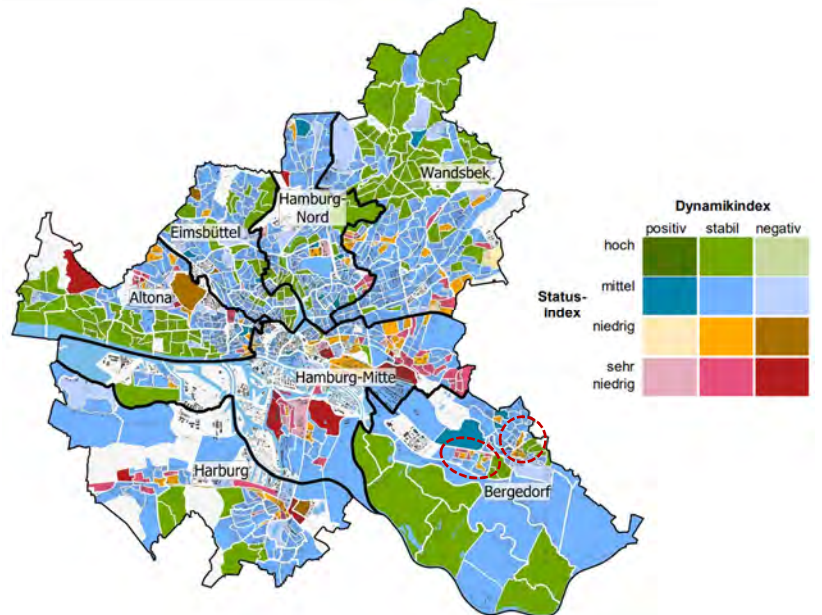 Wandsbek
Hamburg-
Nord
Eimsbüttel
Altona
Hamburg-Mitte
Harburg
Bergedorf
Dynamikindex
positiv stabil negativ
hoch
mittel
Status-
index
niedrig
sehr
niedrig